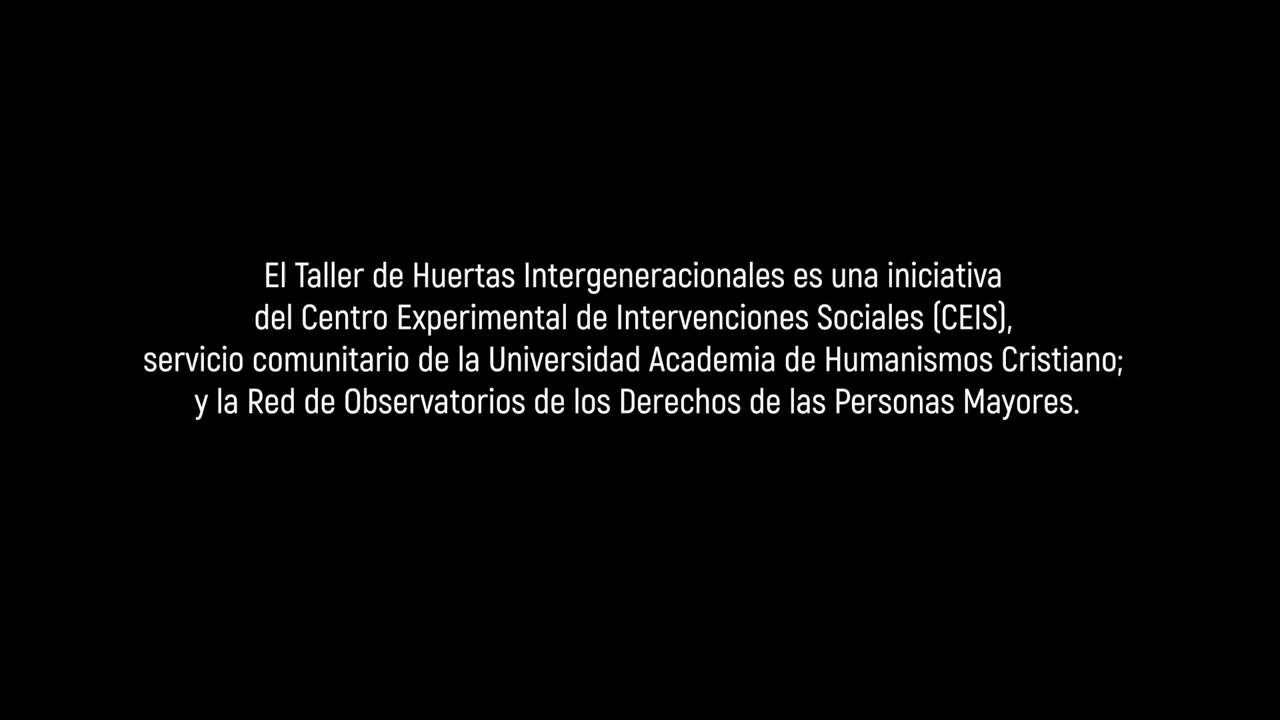 El Taller de Huertas Intergeneracionales es una iniciativa
del Centro Experimental de Intervenciones Sociales (CEIS),
servicio comunitario de la Universidad Academia de Humanismos Cristiano;
y la Red de Observatorios de los Derechos de las Personas Mayores.